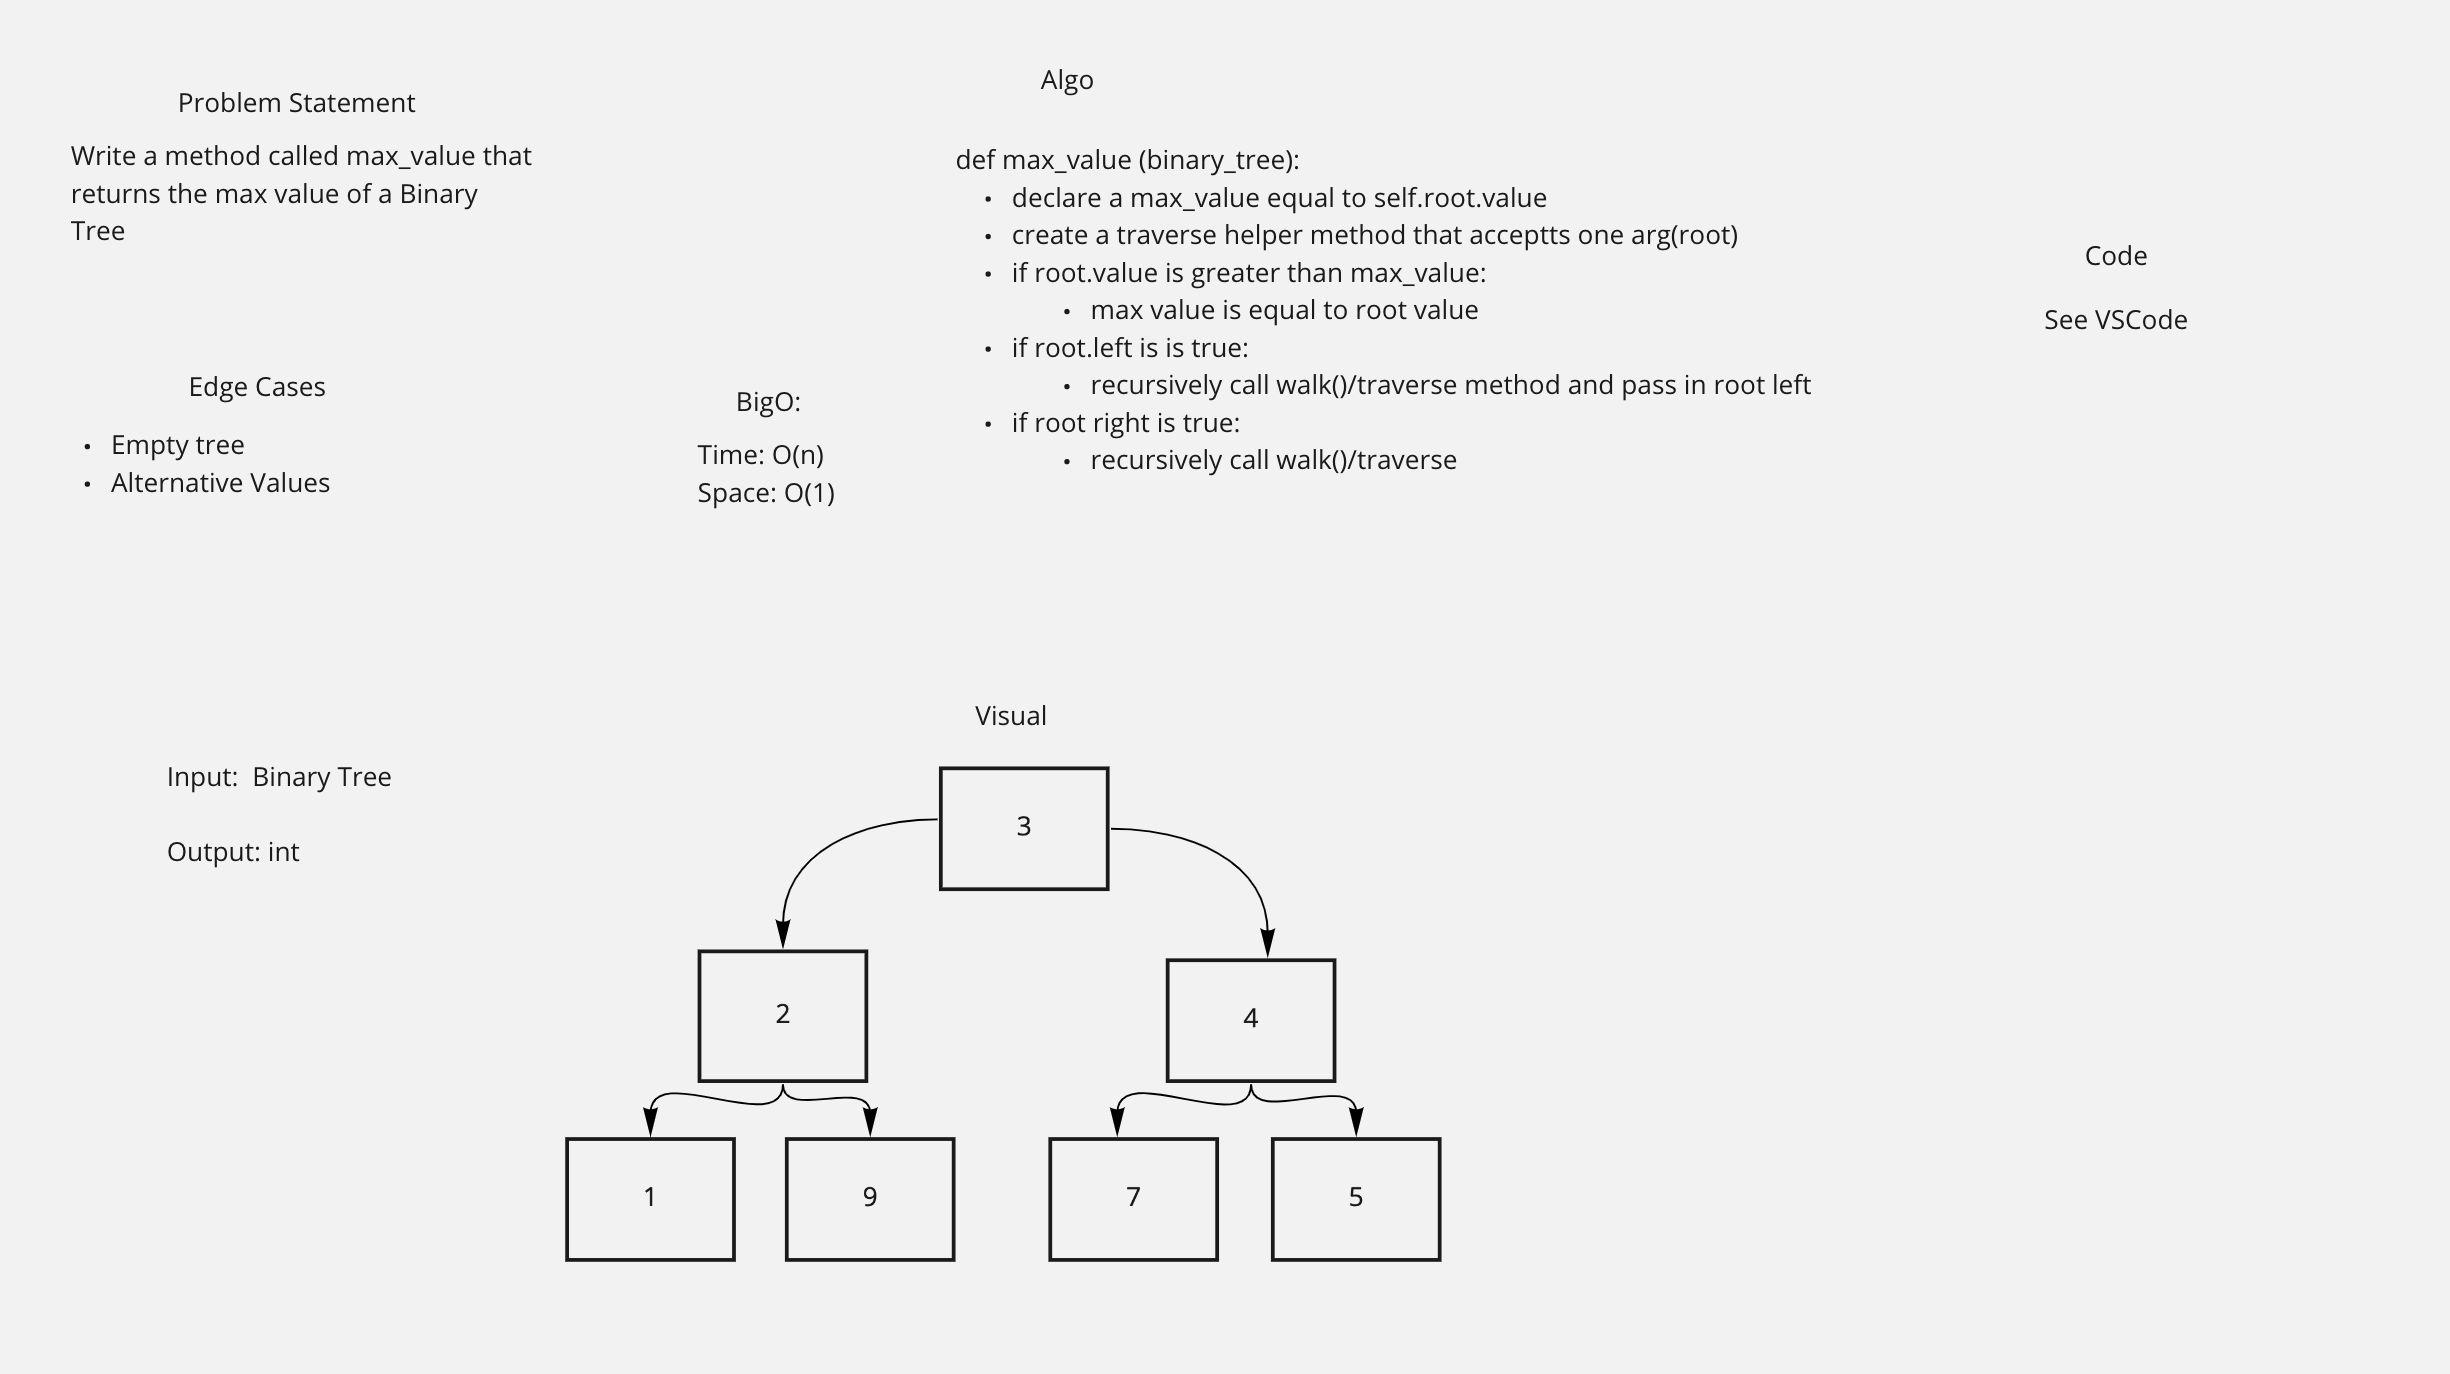 Problem Statement
Write a method called max_value that
returns the max value of a Binary
Tree
Edge Cases
• Empty tree
• Alternative Values
BigO:
Time: O(n)
Space: O(1)
Algo
def max_value (binary_tree):
• declare a max_value equal to self.root.value
• create a traverse helper method that acceptts one arg(root)
• if root.value is greater than max_value:
• max value is equal to root value
• if root.left is is true:
• recursively call walk()/traverse method and pass in root left
• if root right is true:
• recursively call walk()/traverse
Code
See VSCode
Input:  Binary Tree
Output: int
Visual
3
2
4
1
9
7
5